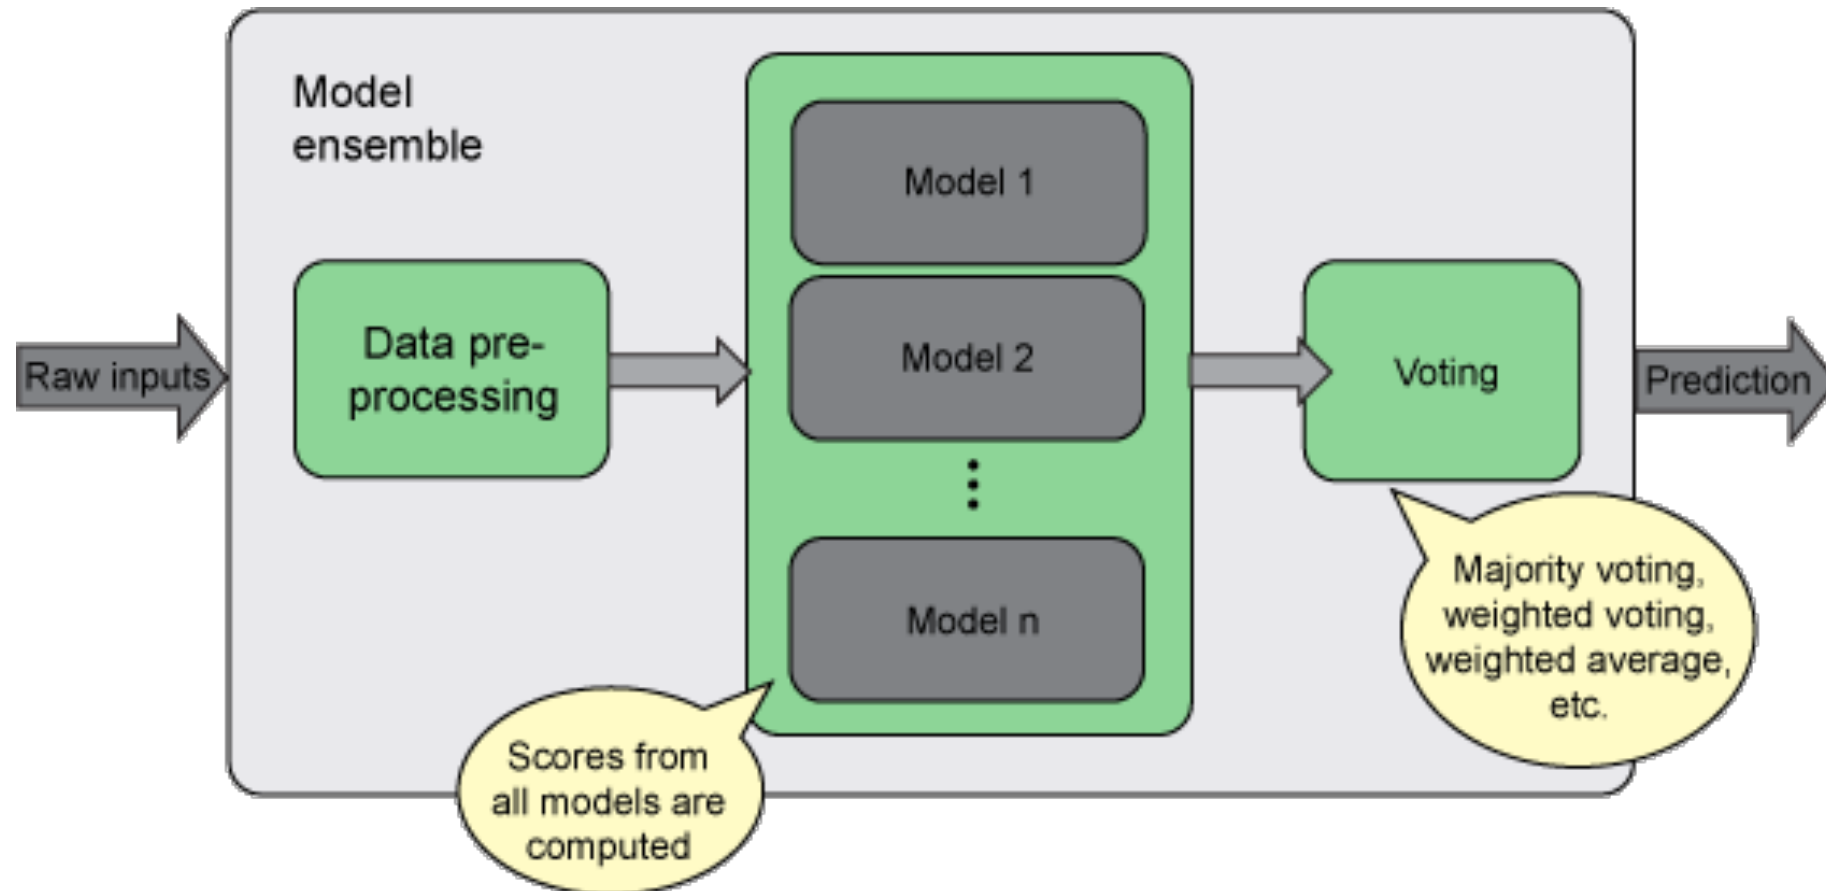 Model
ensemble
Raw inputs
Data pre-
processing
Model 1
Model 2
Model n
Scores from
all models are
computed
Voting
Majority voting,
weighted voting,
weighted average,
etc.
Prediction